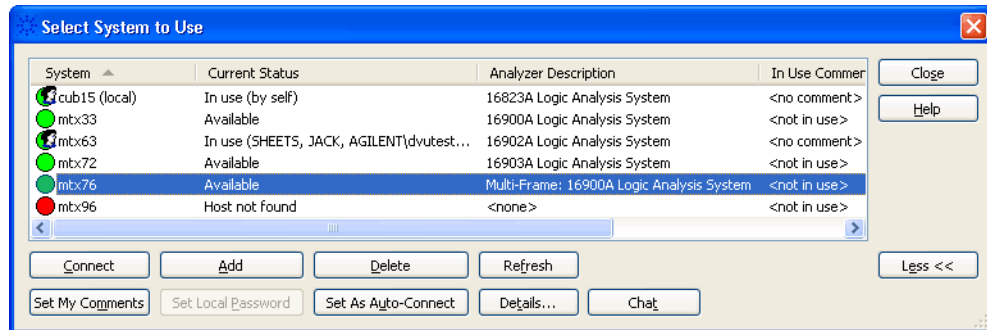 Select System to Use
System Current Status Analyzer Description In Use Commer
cub15 (local) In use (by self) 16823A Logic Analysis System <no comment>
mtx33 Available 16900A Logic Analysis System <not in use>
mtx63 In use (SHEETS, JACK, AGILENT\dvutest... 16902A Logic Analysis System <no comment>
mtx72 Available 16903A Logic Analysis System <not in use>
mtx76 Available Multi-Frame: 16900A Logic Analysis System <not in use>
mtx96 Host not found <none> <not in use>
Close
Help
Connect Add Delete Refresh Less <<
Set My Comments Set Local Password Set As Auto-Connect Details... Chat